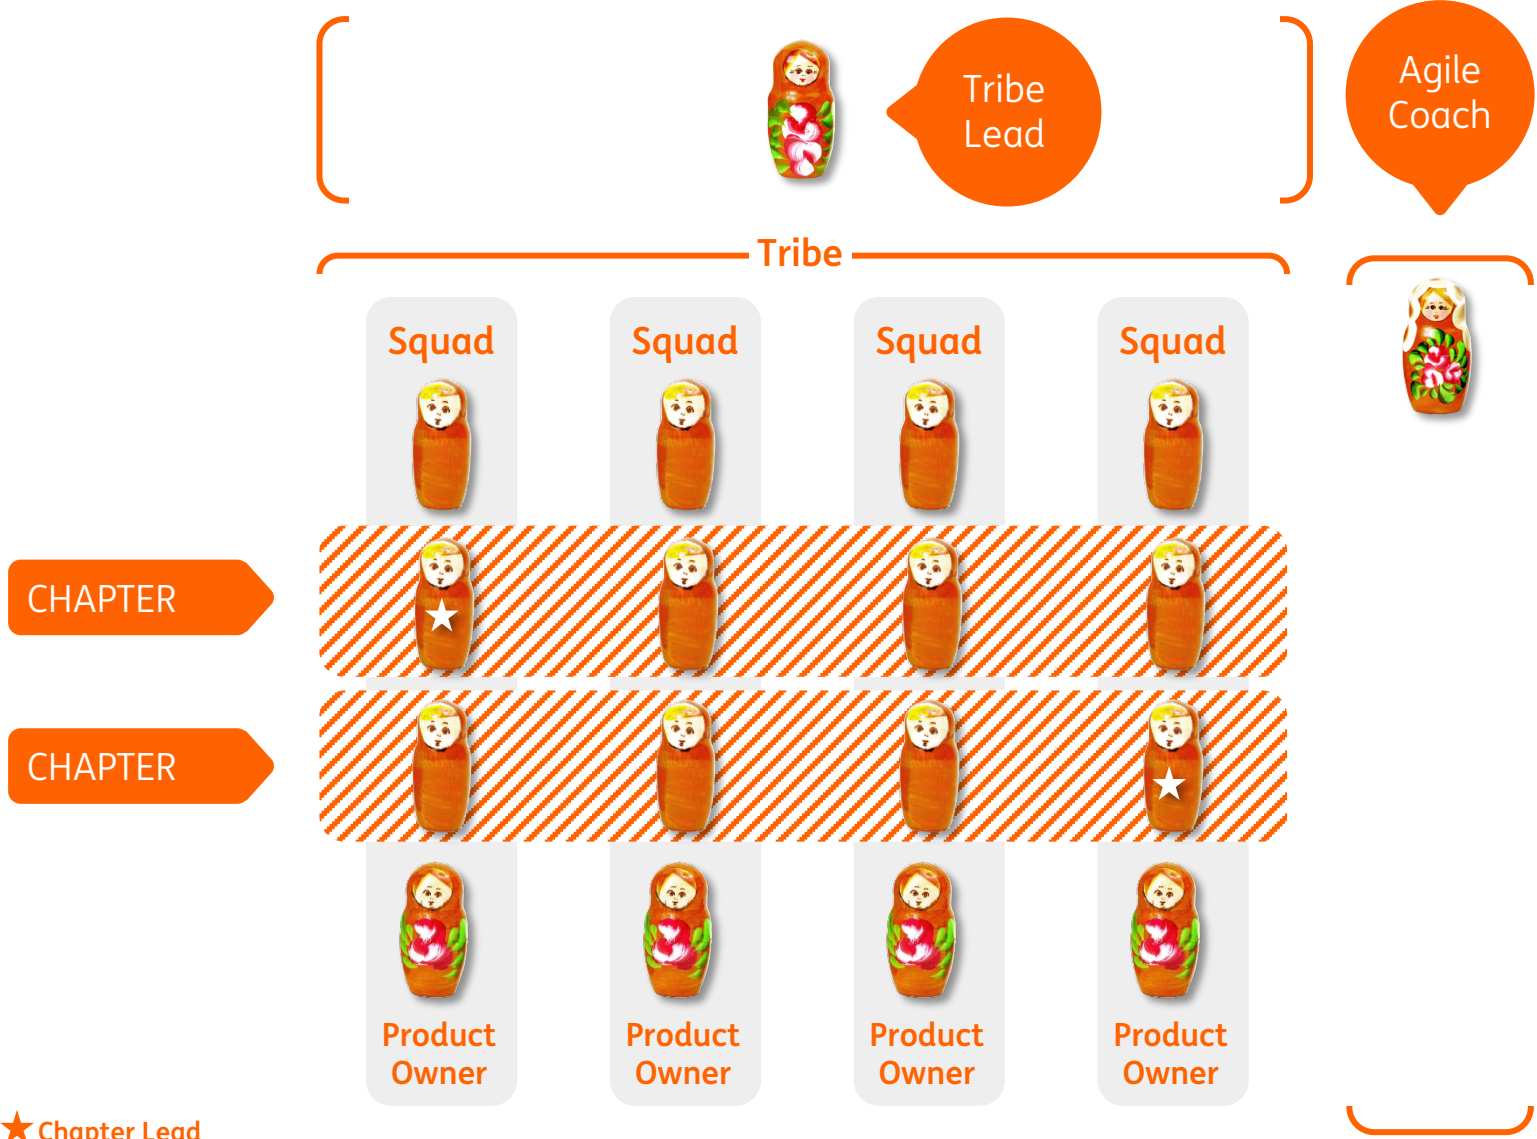 Tribe
Lead
Agile
Coach
Tribe
Squad Squad Squad Squad
CHAPTER
CHAPTER
Product Product Product Product
Owner Owner Owner Owner
Chapter Lead